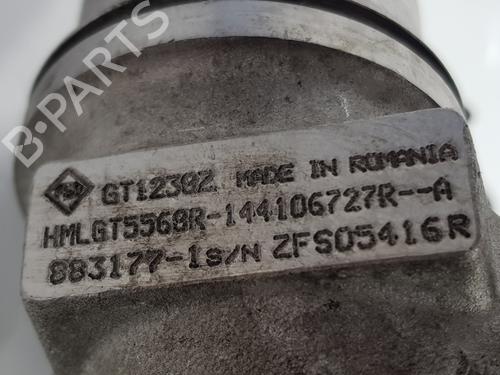 B-PARTS
GT1238Z MADE IN ROMANIA
HMLGT5568R-144106727R--A
883177-1S/N ZFS05416R